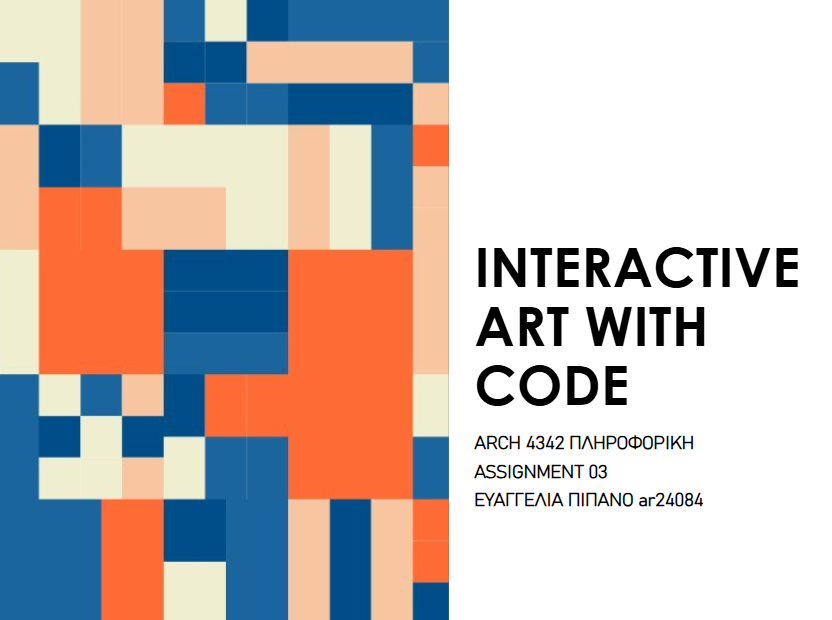 INTERACTIVE
ART WITH
CODE
ARCH 4342 ΠΛΗΡΟΦΟΡΙΚΗ
ASSIGNMENT 03
ΕΥΑΓΓΕΛΙΑ ΠΙΠΑΝΟ ar24084